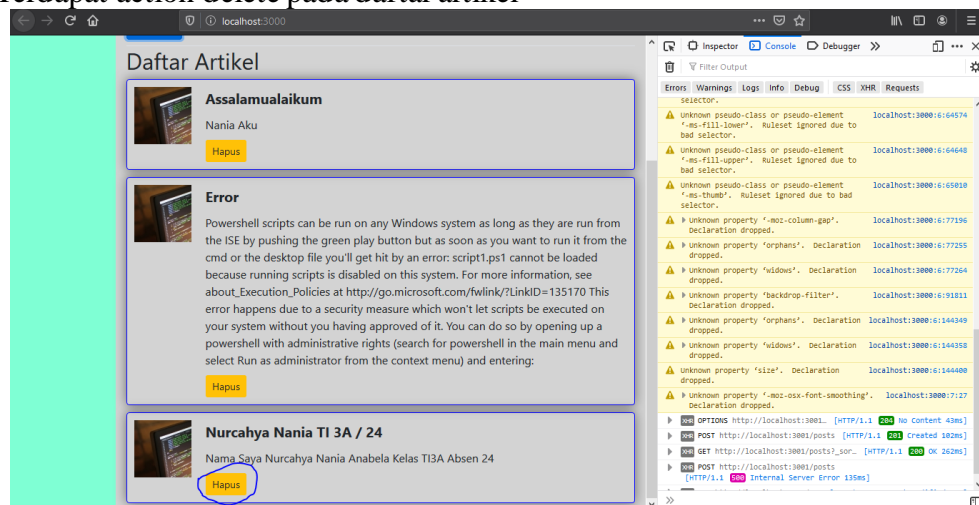 Terdapat action delete pada daftar artikel
localhost:3000
Inspector Console Debugger
Filter Output
Errors Warnings Logs Info Debug CSS XHR Requests
Daftar Artikel
Assalamualaikum
Nania Aku
Hapus
Error
Powershell scripts can be run on any Windows system as long as they are run from
the ISE by pushing the green play button but as soon as you want to run it from the
cmd or the desktop file you'll get hit by an error: script1.ps1 cannot be loaded
because running scripts is disabled on this system. For more information, see
about_Execution_Policies at http://go.microsoft.com/fwlink/?LinkID=135170 This
error happens due to a security measure which won't let scripts be executed on
your system without you having approved of it. You can do so by opening up a
powershell with administrative rights (search for powershell in the main menu and
select Run as administrator from the context menu) and entering:
Hapus
Nurcahya Nania TI 3A / 24
Nama Saya Nurcahya Nania Anabela Kelas TI3A Absen 24
Hapus
selector.
Unknown pseudo-class or pseudo-element localhost:3000:6:64574
'-ms-fill-lower'. Ruleset ignored due to
bad selector.
Unknown pseudo-class or pseudo-element localhost:3000:6:64648
'-ms-fill-upper'. Ruleset ignored due to
bad selector.
Unknown pseudo-class or pseudo-element localhost:3000:6:65010
'-ms-thumb'. Ruleset ignored due to bad
selector.
Unknown property '-moz-column-gap'. localhost:3000:6:77196
Declaration dropped.
Unknown property 'orphans'. Declaration localhost:3000:6:77255
dropped.
Unknown property 'widows'. Declaration localhost:3000:6:77264
dropped.
Unknown property 'backdrop-filter'. localhost:3000:6:91811
Declaration dropped.
Unknown property 'orphans'. Declaration localhost:3000:6:144349
dropped.
Unknown property 'widows'. Declaration localhost:3000:6:144358
dropped.
Unknown property 'size'. Declaration localhost:3000:6:144400
dropped.
Unknown property '-moz-osx-font-smoothing'. localhost:3000:7:27
Declaration dropped.
XHR OPTIONS http://localhost:3001… [HTTP/1.1 204 No Content 43ms]
XHR POST http://localhost:3001/posts [HTTP/1.1 201 Created 102ms]
XHR GET http://localhost:3001/posts?_sor… [HTTP/1.1 200 OK 262ms]
XHR POST http://localhost:3001/posts
[HTTP/1.1 500 Internal Server Error 135ms]